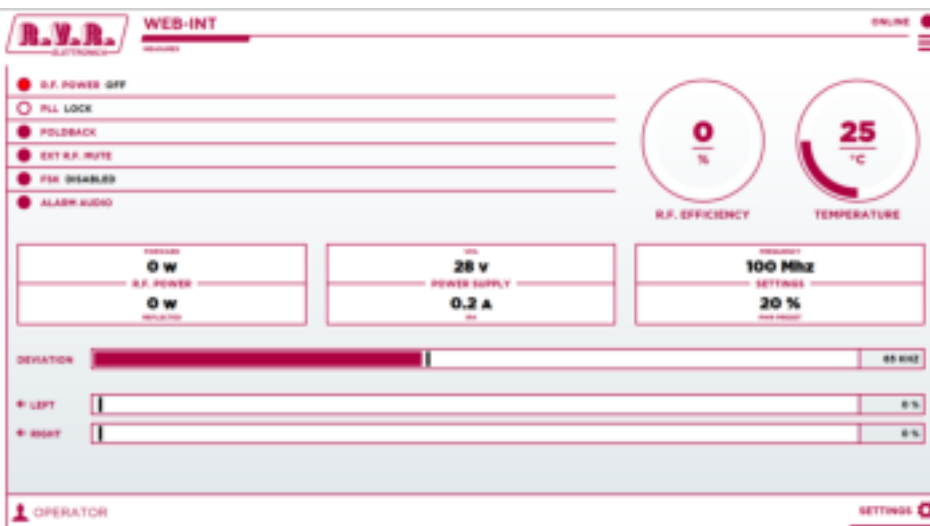 R.V.R.
ELETTRONICA
WEB-INT
MEASURES
ONLINE
R.F. POWER OFF
PLL LOCK
FOLDBACK
EXT R.F. MUTE
FSK DISABLED
ALARM AUDIO
0
%
R.F. EFFICIENCY
25
°C
TEMPERATURE
FORWARD
0 W
R.F. POWER
0 W
REFLECTED
28 V
POWER SUPPLY
0.2 A
FREQUENCY
100 Mhz
SETTINGS
20 %
PWR PRESET
DEVIATION
LEFT
0 %
RIGHT
0 %
OPERATOR
SETTINGS